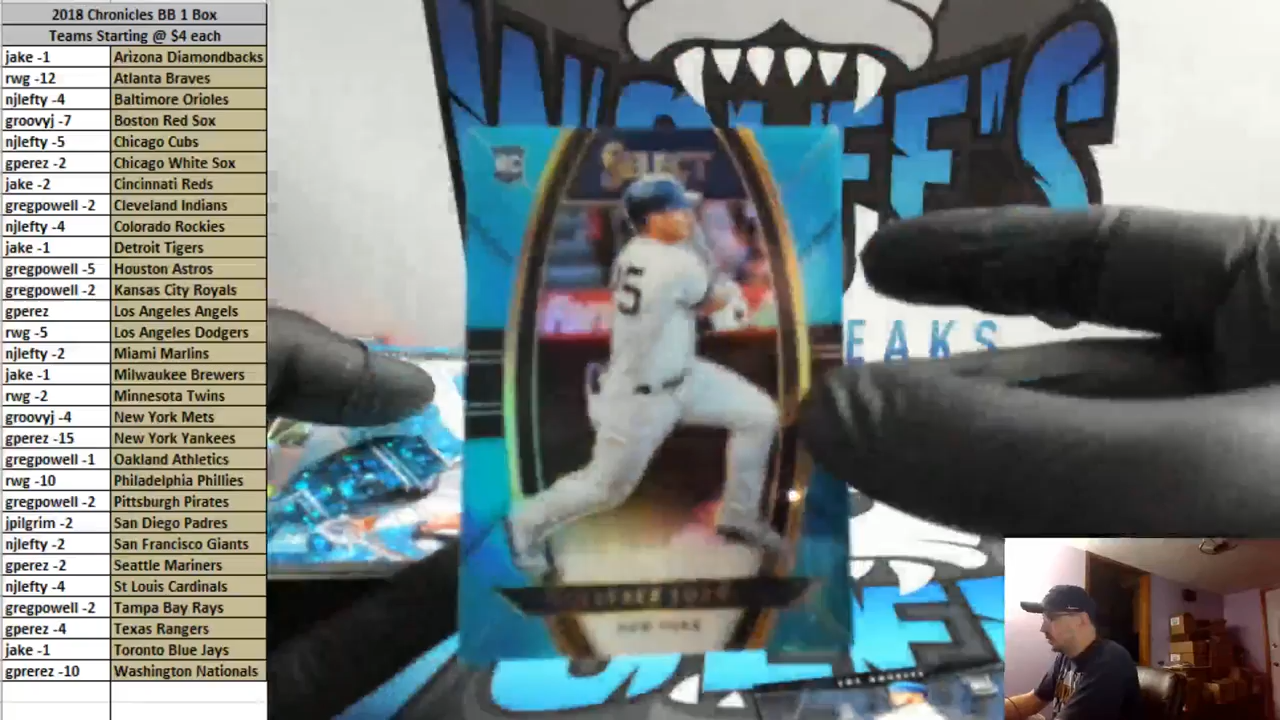 2018 Chronicles BB 1 Box
Teams Starting @ $4 each
jake -1 Arizona Diamondbacks
rwg -12 Atlanta Braves
njlefty -4 Baltimore Orioles
groovyj -7 Boston Red Sox
njlefty -5 Chicago Cubs
gperez -2 Chicago White Sox
jake -2 Cincinnati Reds
gregpowell -2 Cleveland Indians
njlefty -4 Colorado Rockies
jake -1 Detroit Tigers
gregpowell -5 Houston Astros
gregpowell -2 Kansas City Royals
gperez Los Angeles Angels
rwg -5 Los Angeles Dodgers
njlefty -2 Miami Marlins
jake -1 Milwaukee Brewers
rwg -2 Minnesota Twins
groovyj -4 New York Mets
gperez -15 New York Yankees
gregpowell -1 Oakland Athletics
rwg -10 Philadelphia Phillies
gregpowell -2 Pittsburgh Pirates
jpilgrim -2 San Diego Padres
njlefty -2 San Francisco Giants
gperez -2 Seattle Mariners
njlefty -4 St Louis Cardinals
gregpowell -2 Tampa Bay Rays
gperez -4 Texas Rangers
jake -1 Toronto Blue Jays
gprerez -10 Washington Nationals
WOLFF'S
EAKS
RC
SELECT
5
NEW YORK
LOS ANGELES